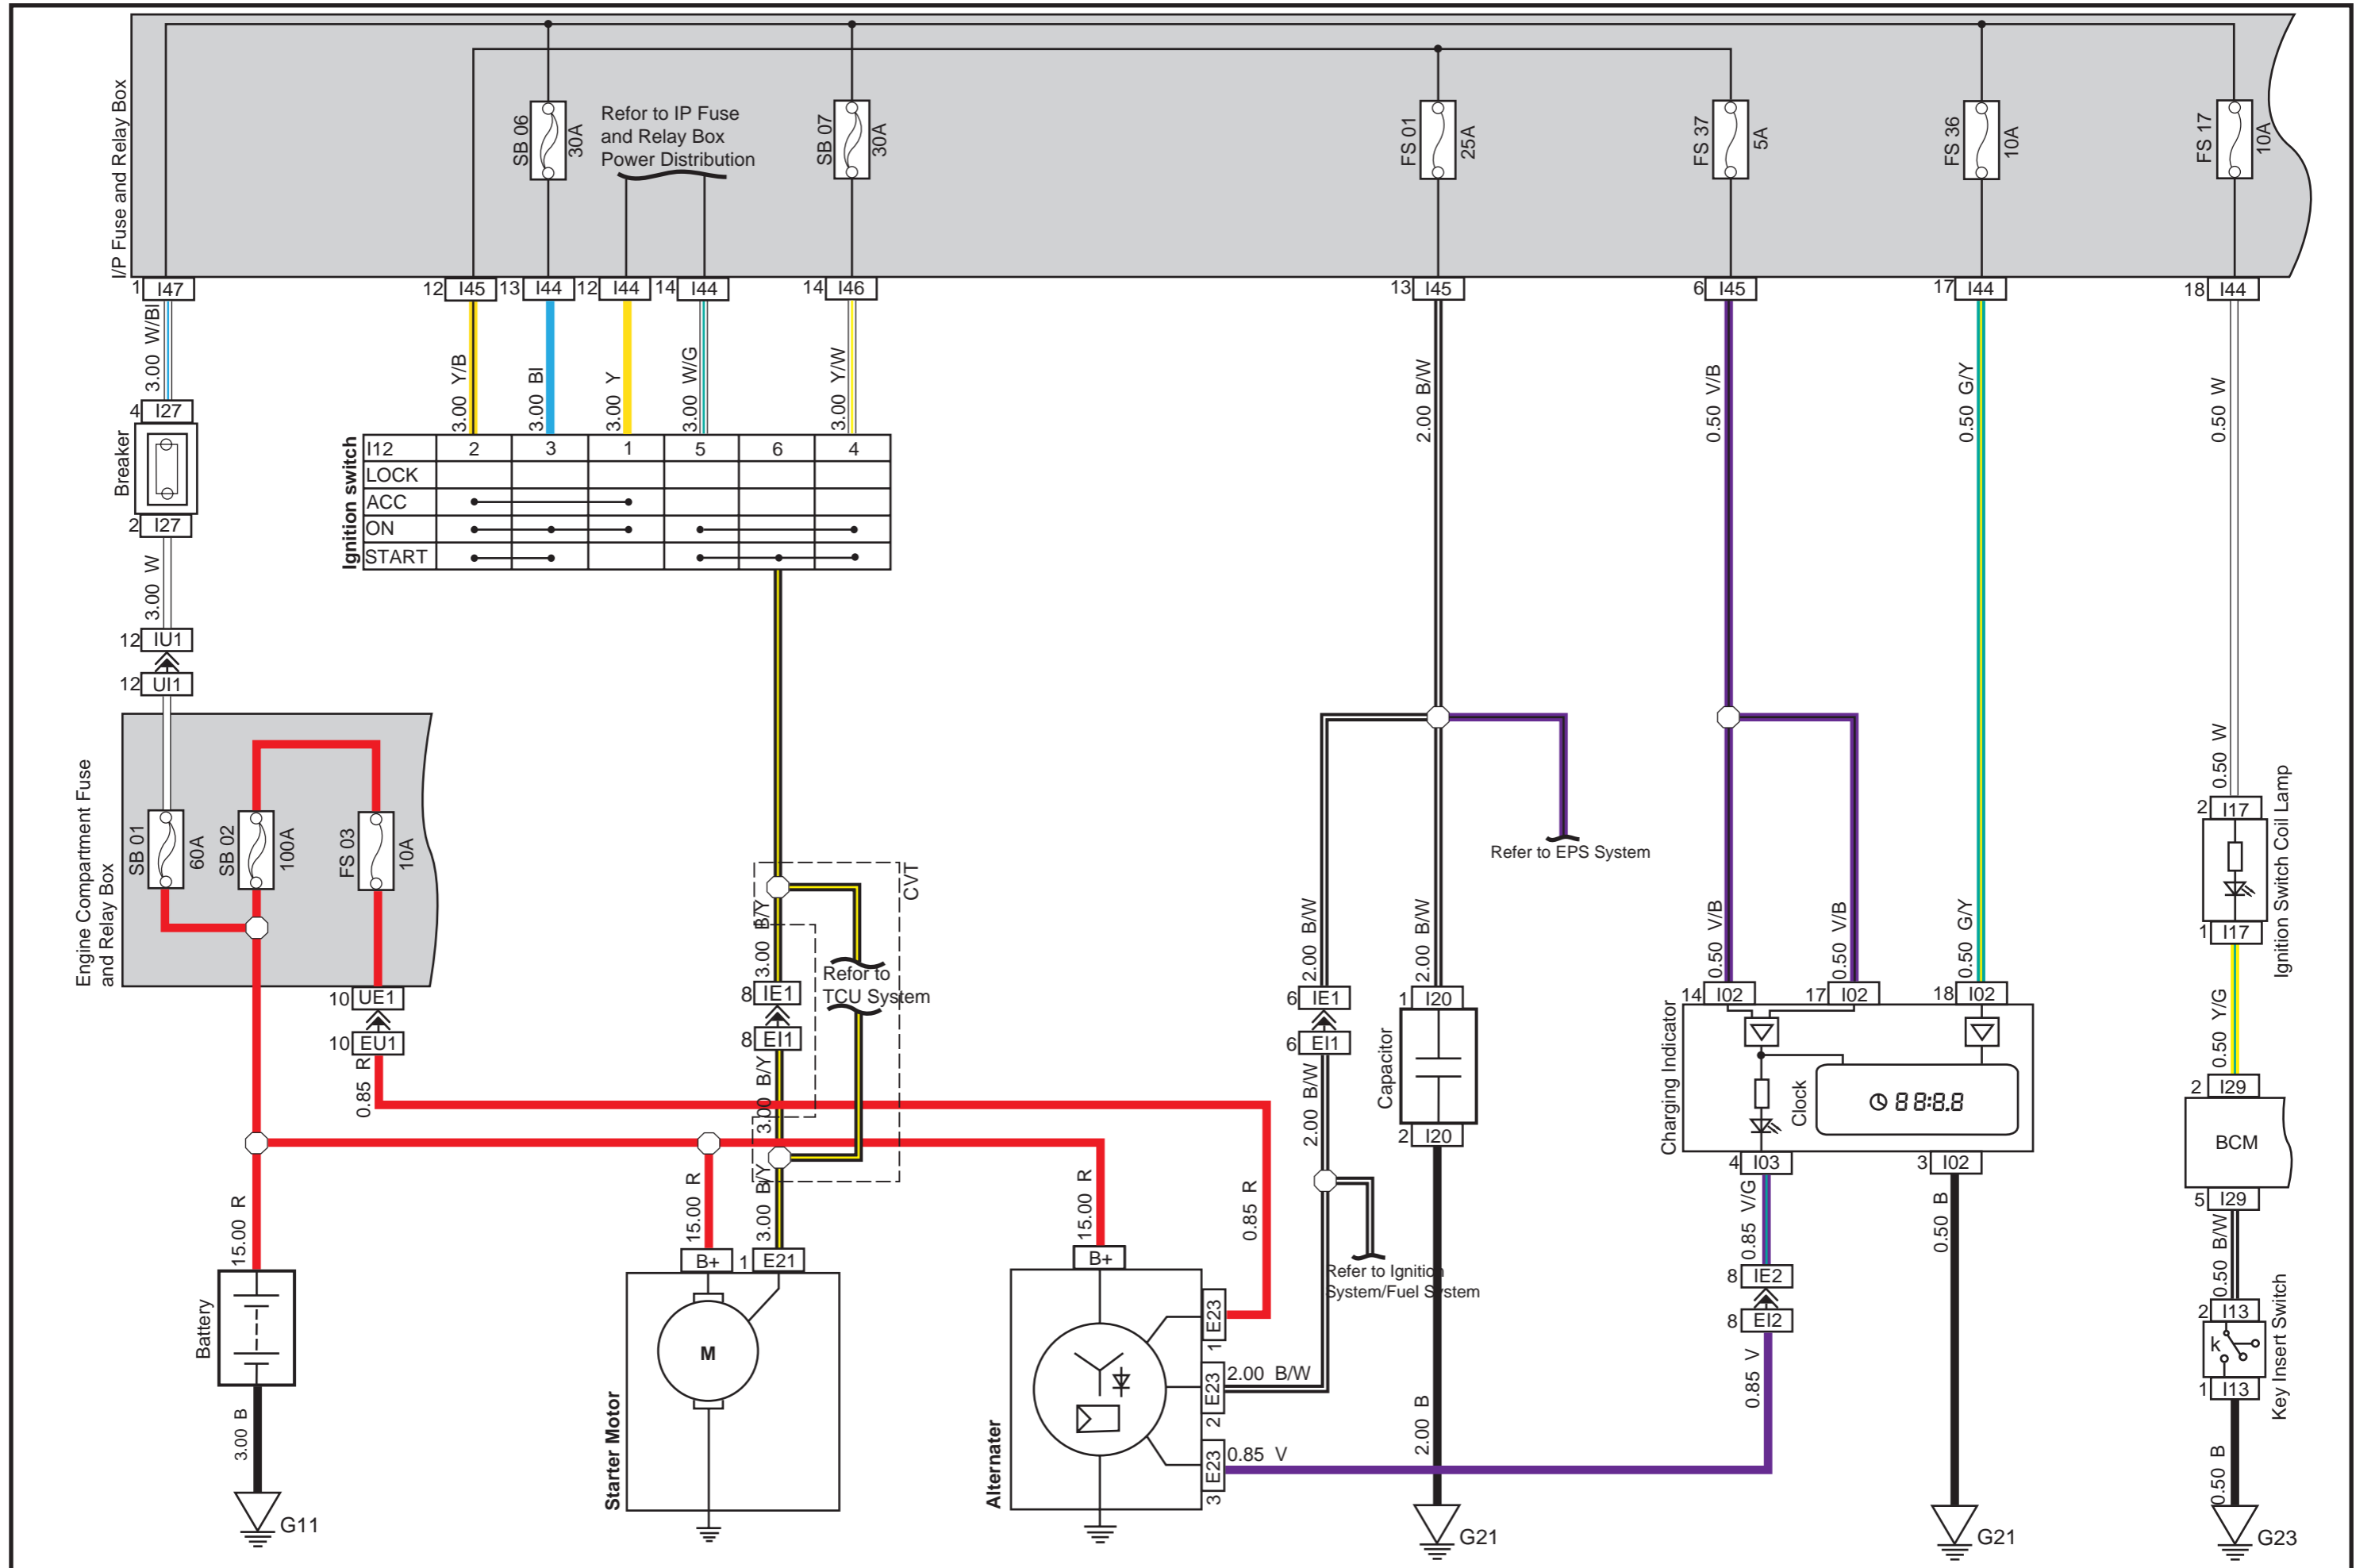 I/P Fuse and Relay Box
SB 06
30A
Refor to IP Fuse
and Relay Box
Power Distribution
SB 07
30A
FS 01
25A
FS 37
5A
FS 36
10A
FS 17
10A
1 I47
12 I45
13 I44
12 I44
14 I44
14 I46
13 I45
6 I45
17 I44
18 I44
3.00 W/Bl
3.00 Y/B
3.00 Bl
3.00 Y
3.00 W/G
3.00 Y/W
2.00 B/W
0.50 V/B
0.50 G/Y
0.50 W
4 I27
Breaker
2 I27
3.00 W
12 IU1
12 UI1
Ignition switch
I12 2 3 1 5 6 4
LOCK
ACC
ON
START
Engine Compartment Fuse
and Relay Box
SB 01
60A
SB 02
100A
FS 03
10A
10 UE1
10 EU1
0.85 R
CVT
3.00 B/Y
8 IE1
8 EI1
Refor to
TCU System
3.00 B/Y
3.00 B/Y
Refer to EPS System
2.00 B/W
2.00 B/W
6 IE1
6 EI1
2.00 B/W
1 I20
Capacitor
2 I20
0.50 V/B
0.50 V/B
0.50 G/Y
14 I02
17 I02
18 I02
Charging Indicator
Clock
88:8.8
4 I03
3 I02
0.50 W
2 I17
Ignition Switch Coil Lamp
1 I17
0.50 Y/G
2 I29
BCM
5 I29
0.50 B/W
2 I13
k
Key Insert Switch
1 I13
0.50 B
G23
15.00 R
Battery
3.00 B
G11
15.00 R
B+
1 E21
M
Starter Motor
15.00 R
B+
0.85 R
Alternater
E23 1
E23 2
E23 3
2.00 B/W
0.85 V
Refer to Ignition
System/Fuel System
2.00 B
G21
0.85 V/G
8 IE2
8 EI2
0.85 V
0.50 B
G21